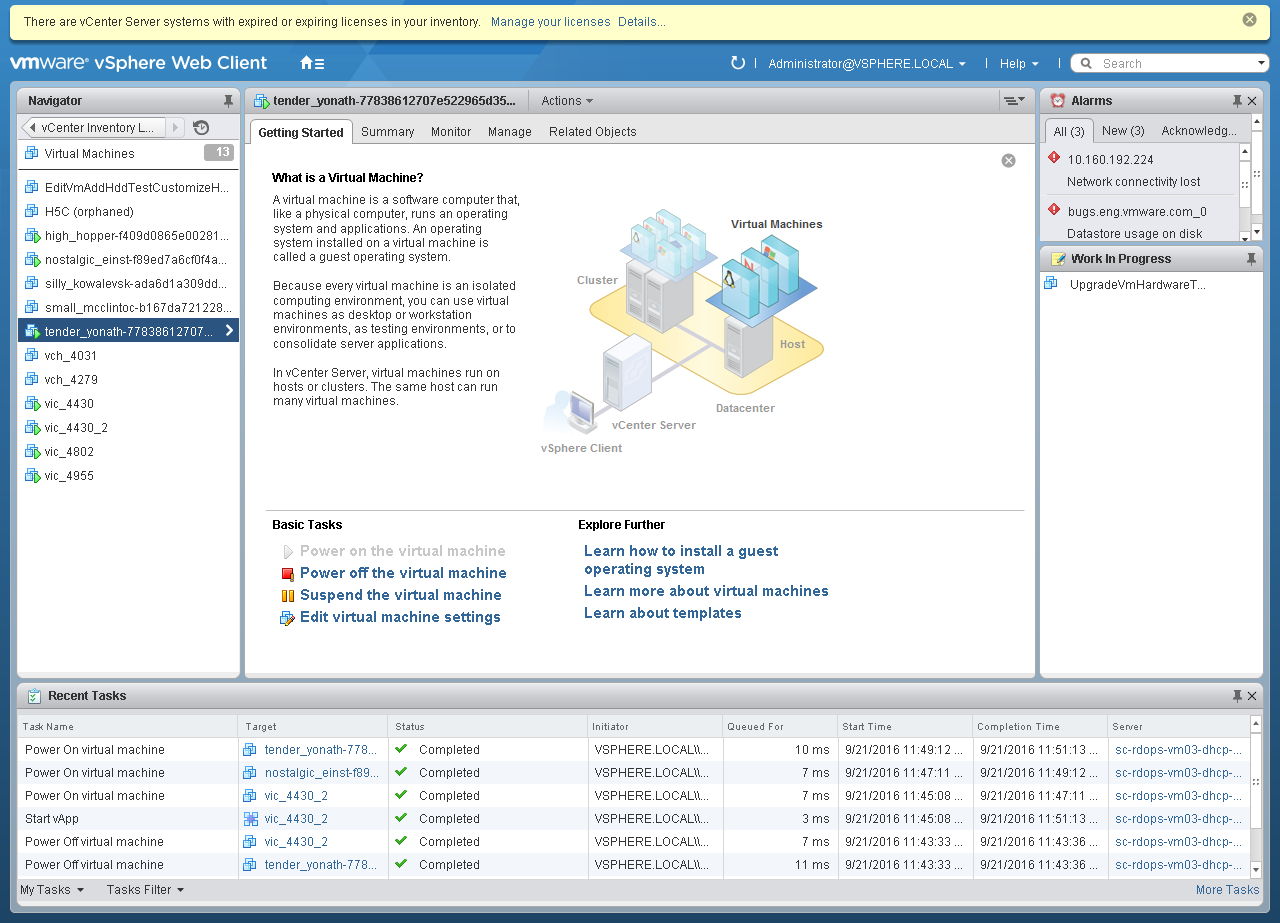 There are vCenter Server systems with expired or expiring licenses in your inventory. Manage your licenses Details...
vmware® vSphere Web Client
Administrator@VSPHERE.LOCAL
Help
Search
Navigator
vCenter Inventory L...
Virtual Machines 13
EditVmAddHddTestCustomizeH...
H5C (orphaned)
high_hopper-f409d0865e00281...
nostalgic_einst-f89ed7a6cf0f4a...
silly_kowalevsk-ada6d1a309dd...
small_mcclintoc-b167da721228...
tender_yonath-77838612707...
vch_4031
vch_4279
vic_4430
vic_4430_2
vic_4802
vic_4955
tender_yonath-77838612707e522965d35...
Actions
Getting Started Summary Monitor Manage Related Objects
What is a Virtual Machine?
A virtual machine is a software computer that,
like a physical computer, runs an operating
system and applications. An operating
system installed on a virtual machine is
called a guest operating system.
Because every virtual machine is an isolated
computing environment, you can use virtual
machines as desktop or workstation
environments, as testing environments, or to
consolidate server applications.
In vCenter Server, virtual machines run on
hosts or clusters. The same host can run
many virtual machines.
Virtual Machines
Cluster
Host
Datacenter
vCenter Server
vSphere Client
Basic Tasks
Power on the virtual machine
Power off the virtual machine
Suspend the virtual machine
Edit virtual machine settings
Explore Further
Learn how to install a guest
operating system
Learn more about virtual machines
Learn about templates
Alarms
All (3) New (3) Acknowledg...
10.160.192.224
Network connectivity lost
bugs.eng.vmware.com_0
Datastore usage on disk
Work In Progress
UpgradeVmHardwareT...
Recent Tasks
Task Name Target Status Initiator Queued For Start Time Completion Time Server
Power On virtual machine tender_yonath-778... Completed VSPHERE.LOCAL\\... 10 ms 9/21/2016 11:49:12 ... 9/21/2016 11:51:13 ... sc-rdops-vm03-dhcp-...
Power On virtual machine nostalgic_einst-f89... Completed VSPHERE.LOCAL\\... 7 ms 9/21/2016 11:47:11 ... 9/21/2016 11:49:12 ... sc-rdops-vm03-dhcp-...
Power On virtual machine vic_4430_2 Completed VSPHERE.LOCAL\\... 7 ms 9/21/2016 11:45:08 ... 9/21/2016 11:47:11 ... sc-rdops-vm03-dhcp-...
Start vApp vic_4430_2 Completed VSPHERE.LOCAL\\... 3 ms 9/21/2016 11:45:08 ... 9/21/2016 11:51:13 ... sc-rdops-vm03-dhcp-...
Power Off virtual machine vic_4430_2 Completed VSPHERE.LOCAL\\... 7 ms 9/21/2016 11:43:33 ... 9/21/2016 11:43:36 ... sc-rdops-vm03-dhcp-...
Power Off virtual machine tender_yonath-778... Completed VSPHERE.LOCAL\\... 11 ms 9/21/2016 11:43:33 ... 9/21/2016 11:43:36 ... sc-rdops-vm03-dhcp-...
My Tasks Tasks Filter More Tasks